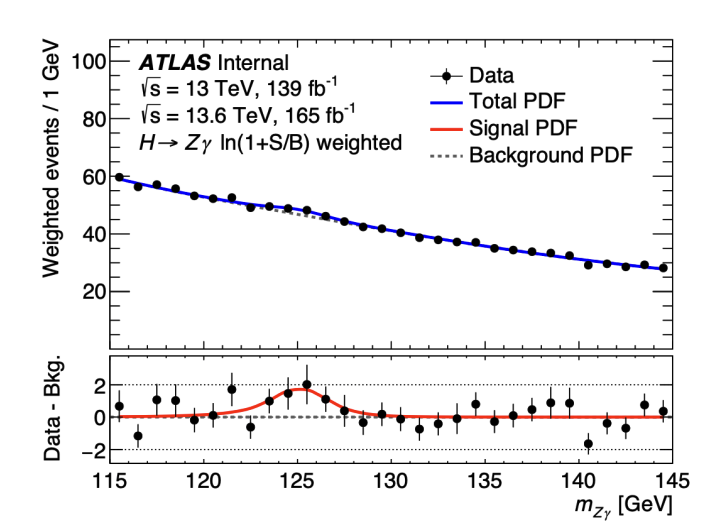 ATLAS Internal
√s = 13 TeV, 139 fb⁻¹
√s = 13.6 TeV, 165 fb⁻¹
H→ Zγ ln(1+S/B) weighted
Data
Total PDF
Signal PDF
Background PDF
Weighted events / 1 GeV
100
80
60
40
20
Data - Bkg.
2
0
−2
115 120 125 130 135 140 145
m_Zγ [GeV]